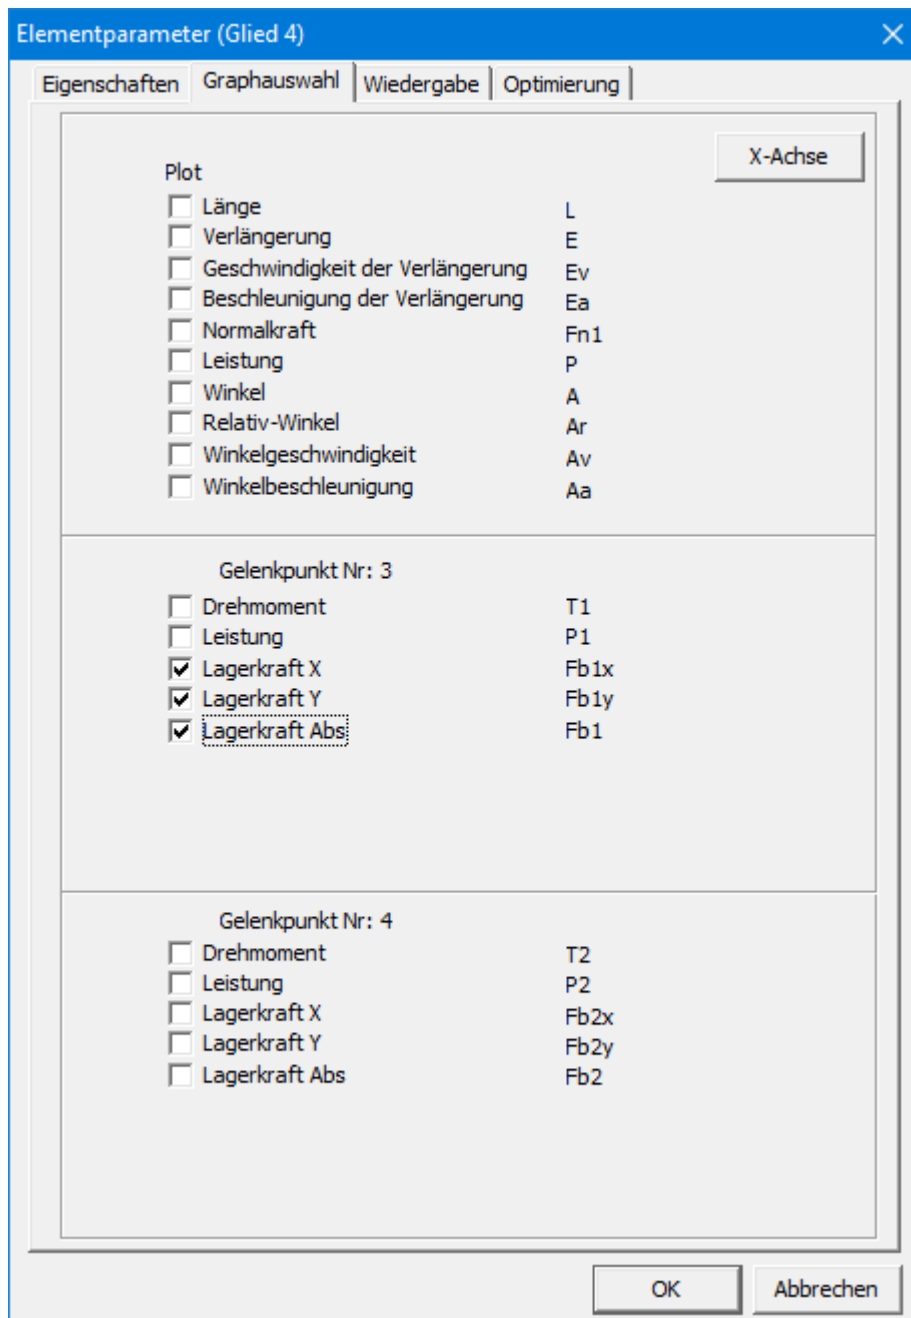 Elementparameter (Glied 4)
Eigenschaften Graphauswahl Wiedergabe Optimierung
X-Achse
Plot
Länge L
Verlängerung E
Geschwindigkeit der Verlängerung Ev
Beschleunigung der Verlängerung Ea
Normalkraft Fn1
Leistung P
Winkel A
Relativ-Winkel Ar
Winkelgeschwindigkeit Av
Winkelbeschleunigung Aa
Gelenkpunkt Nr: 3
Drehmoment T1
Leistung P1
Lagerkraft X Fb1x
Lagerkraft Y Fb1y
Lagerkraft Abs Fb1
Gelenkpunkt Nr: 4
Drehmoment T2
Leistung P2
Lagerkraft X Fb2x
Lagerkraft Y Fb2y
Lagerkraft Abs Fb2
OK Abbrechen